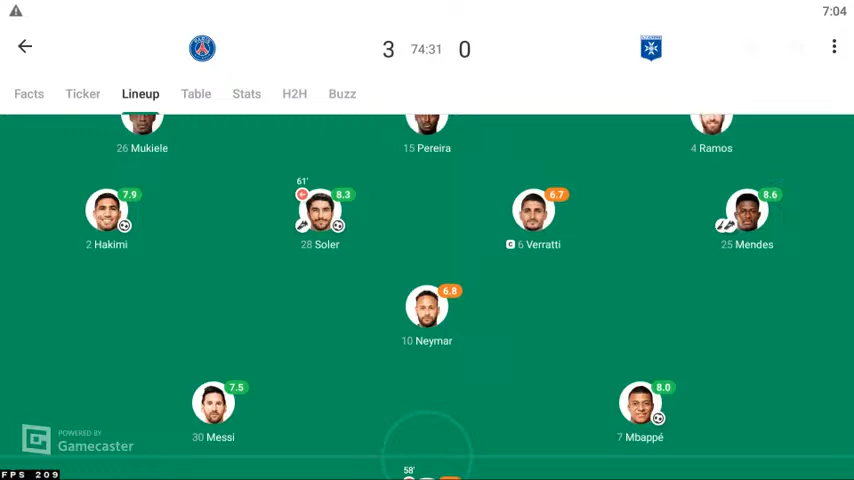 7:04
3 74:31 0
Facts Ticker Lineup Table Stats H2H Buzz
26 Mukiele 15 Pereira 4 Ramos
61'
7.9 8.3 6.7 8.6
2 Hakimi 28 Soler C 6 Verratti 25 Mendes
6.8
10 Neymar
7.5 8.0
30 Messi 7 Mbappé
POWERED BY
Gamecaster
58'
FPS 209